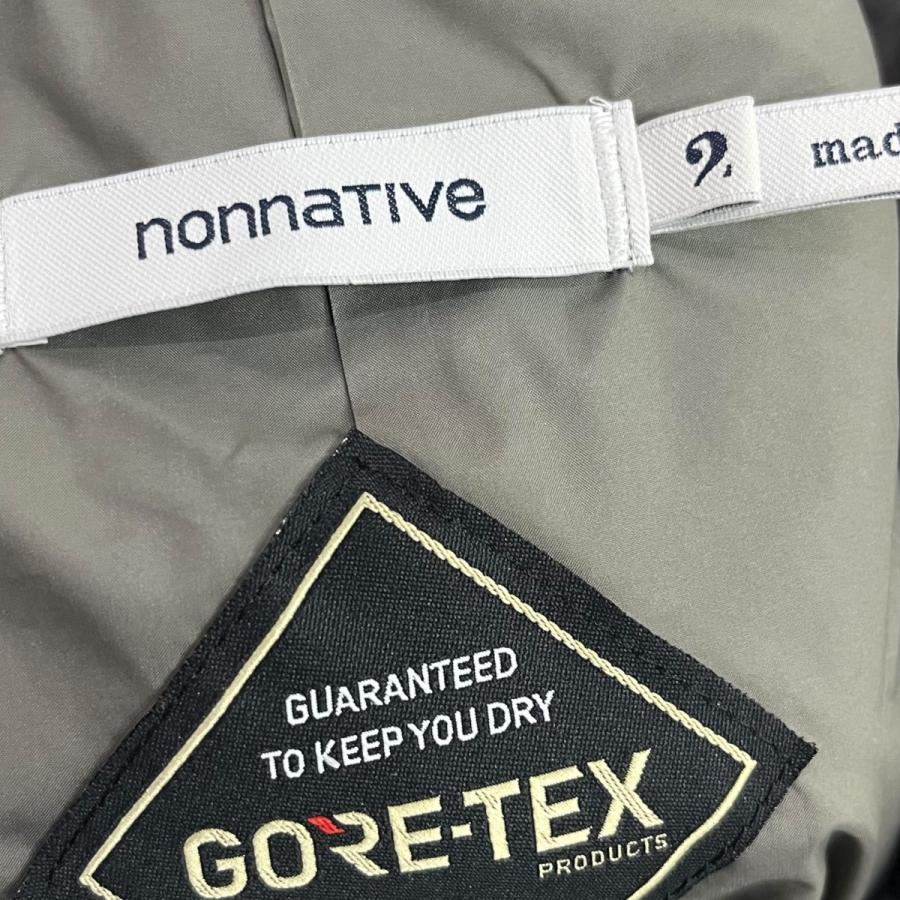 nonnative
2.
mad
GUARANTEED
TO KEEP YOU DRY
GORE-TEX
PRODUCTS